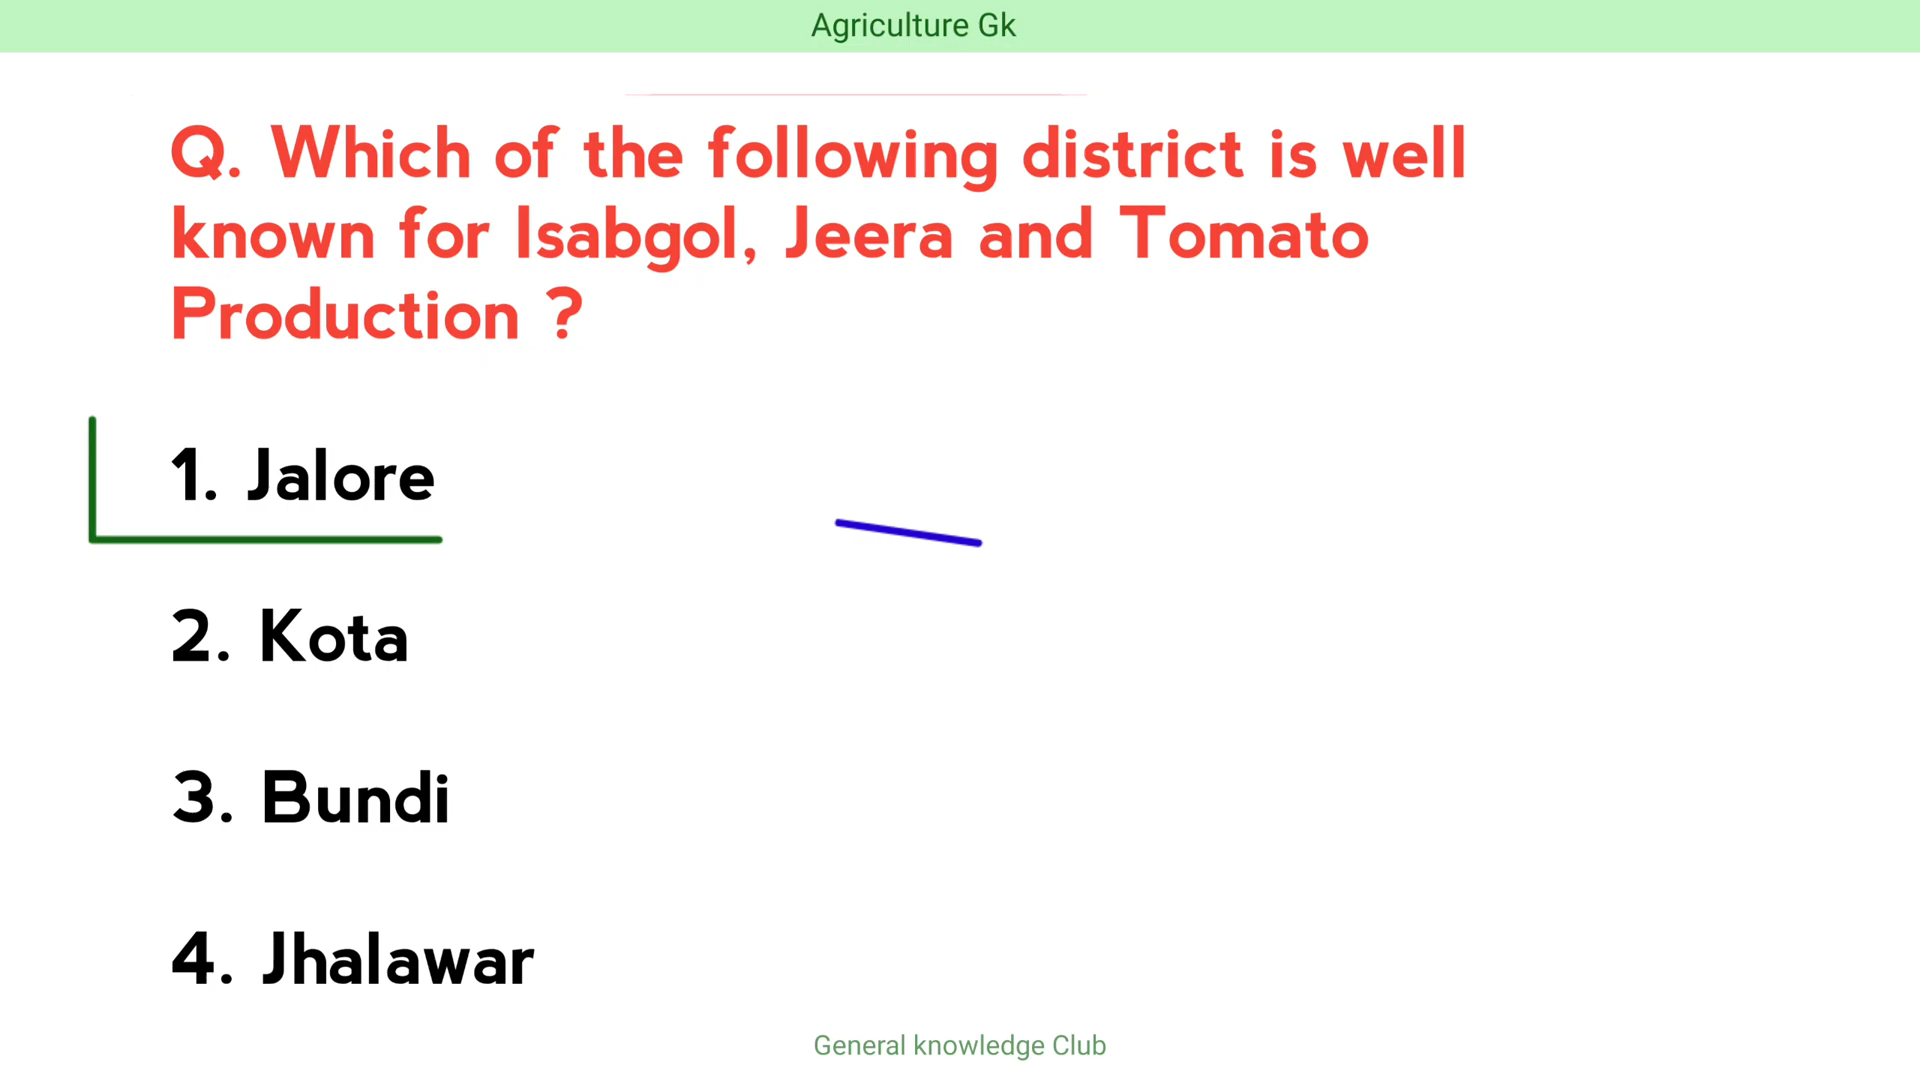 Agriculture Gk
Q. Which of the following district is well
known for Isabgol, Jeera and Tomato
Production ?
1. Jalore
2. Kota
3. Bundi
4. Jhalawar
General knowledge Club